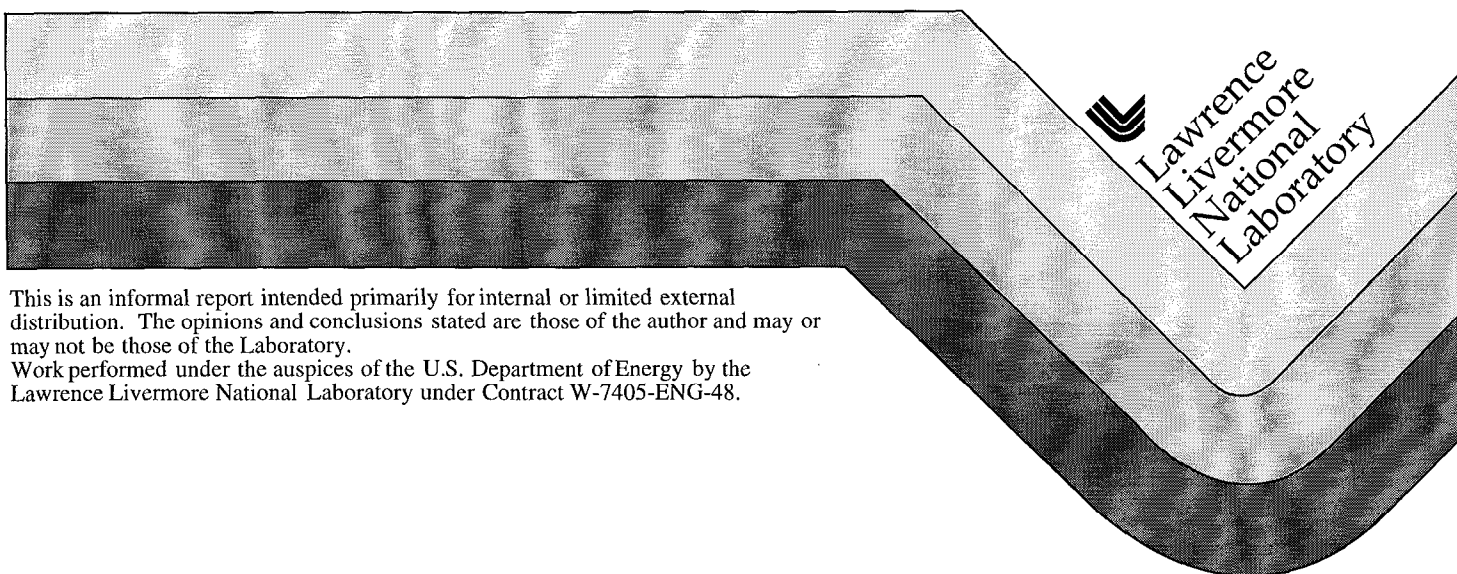 Lawrence
Livermore
National
Laboratory
This is an informal report intended primarily for internal or limited external
distribution. The opinions and conclusions stated are those of the author and may or
may not be those of the Laboratory.
Work performed under the auspices of the U.S. Department of Energy by the
Lawrence Livermore National Laboratory under Contract W-7405-ENG-48.